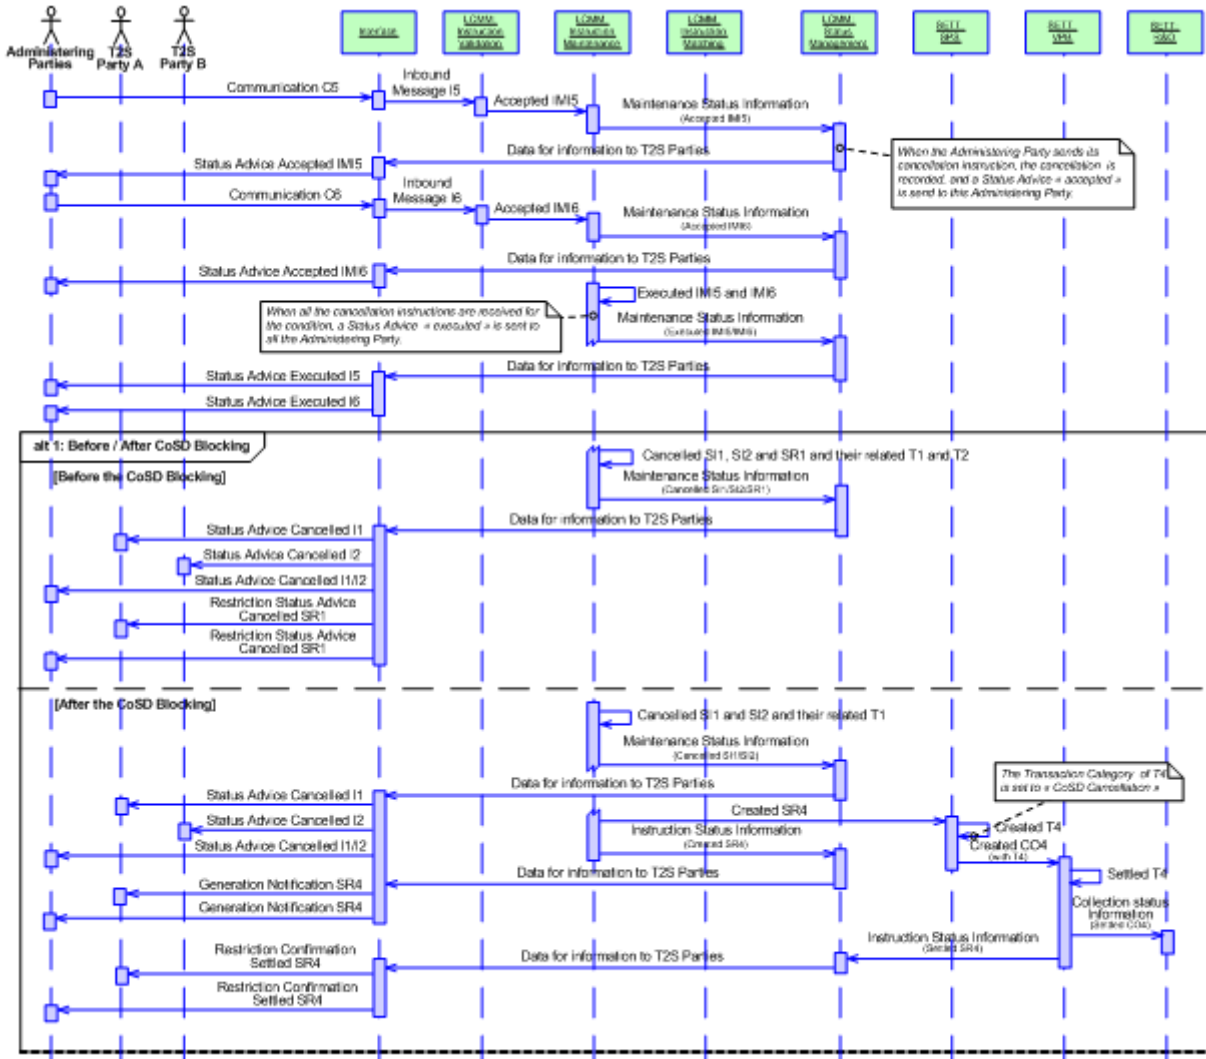 Administering
Parties
T2S
Party A
T2S
Party B
Interface
LCMM
Instruction
Validation
LCMM
Instruction
Maintenance
LCMM
Instruction
Matching
LCMM
Status
Management
SETT
SETT
SETT
Communication C5
Inbound
Message I5
Accepted IMI5
Maintenance Status Information
(Accepted IMI5)
Data for information to T2S Parties
Status Advice Accepted IMI5
When the Administering Party sends its
cancellation instruction, the cancellation is
recorded, and a Status Advice « accepted »
is send to this Administering Party.
Communication C6
Inbound
Message I6
Accepted IMI6
Maintenance Status Information
(Accepted IMI6)
Data for information to T2S Parties
Status Advice Accepted IMI6
Executed IMI5 and IMI6
When all the cancellation instructions are received for
the condition, a Status Advice « executed » is sent to
all the Administering Party.
Maintenance Status Information
(Executed IMI5/IMI6)
Data for information to T2S Parties
Status Advice Executed I5
Status Advice Executed I6
alt 1: Before / After CoSD Blocking
[Before the CoSD Blocking]
Cancelled SI1, SI2 and SR1 and their related T1 and T2
Maintenance Status Information
(Cancelled SI1/SI2/SR1)
Data for information to T2S Parties
Status Advice Cancelled I1
Status Advice Cancelled I2
Status Advice Cancelled I1/I2
Restriction Status Advice
Cancelled SR1
Restriction Status Advice
Cancelled SR1
[After the CoSD Blocking]
Cancelled SI1 and SI2 and their related T1
Maintenance Status Information
(Cancelled SI1/SI2)
Data for information to T2S Parties
The Transaction Category of T4
is set to « CoSD Cancellation »
Status Advice Cancelled I1
Created SR4
Status Advice Cancelled I2
Instruction Status Information
(Created SR4)
Created T4
Created CO4
(with T4)
Status Advice Cancelled I1/I2
Data for information to T2S Parties
Settled T4
Generation Notification SR4
Generation Notification SR4
Collection status
Information
(Settled CO4)
Instruction Status Information
(Settled SR4)
Restriction Confirmation
Settled SR4
Data for information to T2S Parties
Restriction Confirmation
Settled SR4